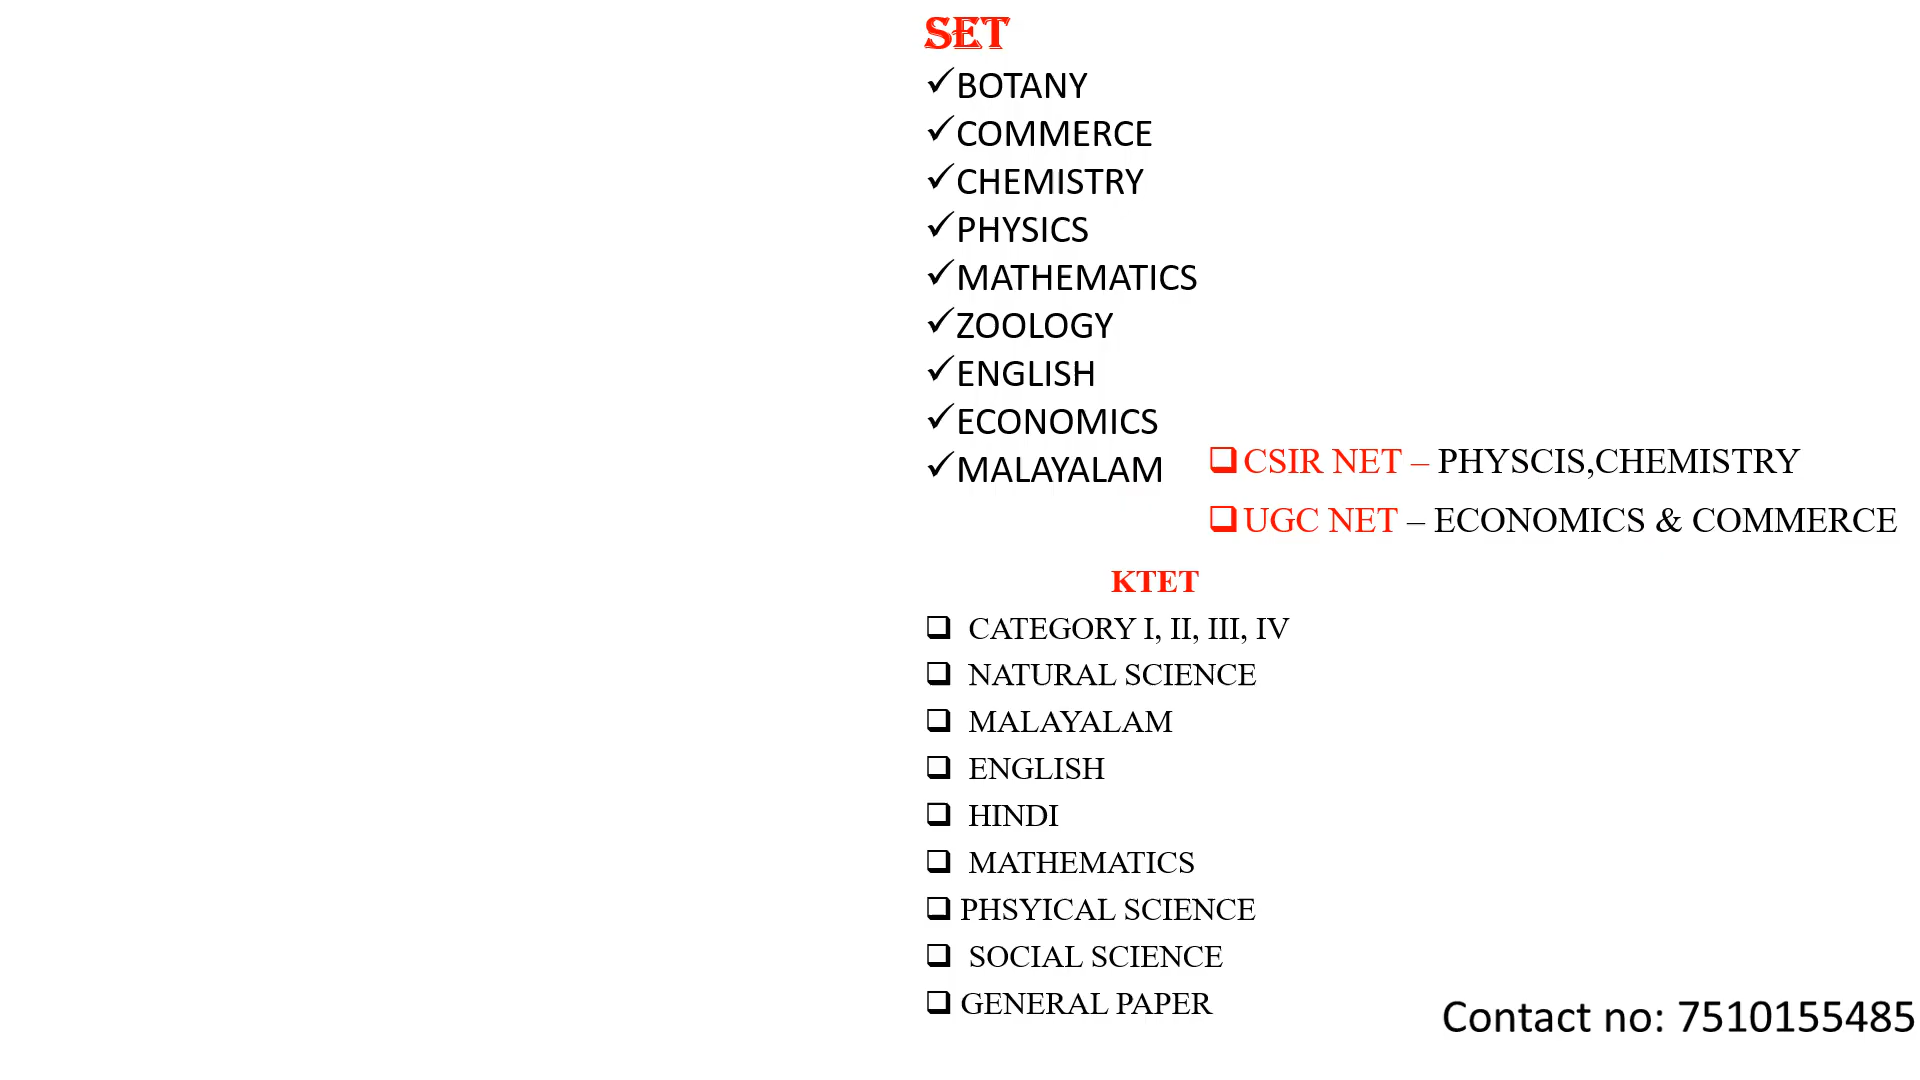 SET
✓BOTANY
✓COMMERCE
✓CHEMISTRY
✓PHYSICS
✓MATHEMATICS
✓ZOOLOGY
✓ENGLISH
✓ECONOMICS
✓MALAYALAM
❑CSIR NET – PHYSCIS,CHEMISTRY
❑UGC NET – ECONOMICS & COMMERCE
KTET
❑ CATEGORY I, II, III, IV
❑ NATURAL SCIENCE
❑ MALAYALAM
❑ ENGLISH
❑ HINDI
❑ MATHEMATICS
❑ PHSYICAL SCIENCE
❑ SOCIAL SCIENCE
❑ GENERAL PAPER
Contact no: 7510155485